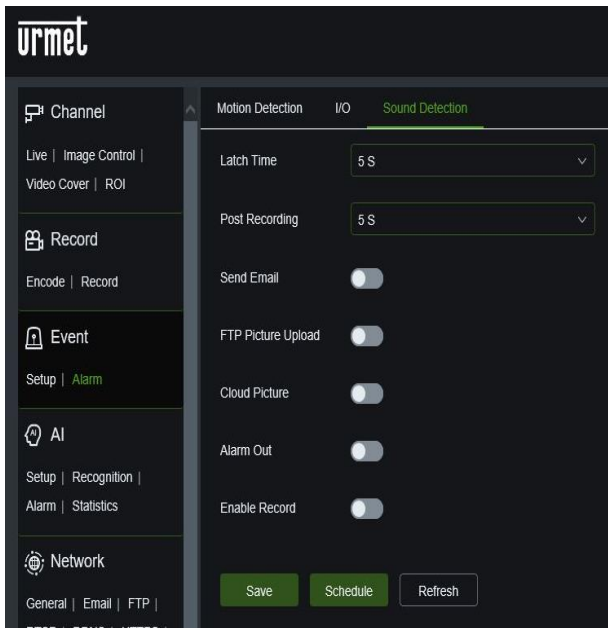 urmet
Channel
Live | Image Control |
Video Cover | ROI
Record
Encode | Record
Event
Setup | Alarm
AI
AI
Setup | Recognition |
Alarm | Statistics
Network
General | Email | FTP |
Motion Detection I/O Sound Detection
Latch Time 5 S
Post Recording 5 S
Send Email
FTP Picture Upload
Cloud Picture
Alarm Out
Enable Record
Save Schedule Refresh